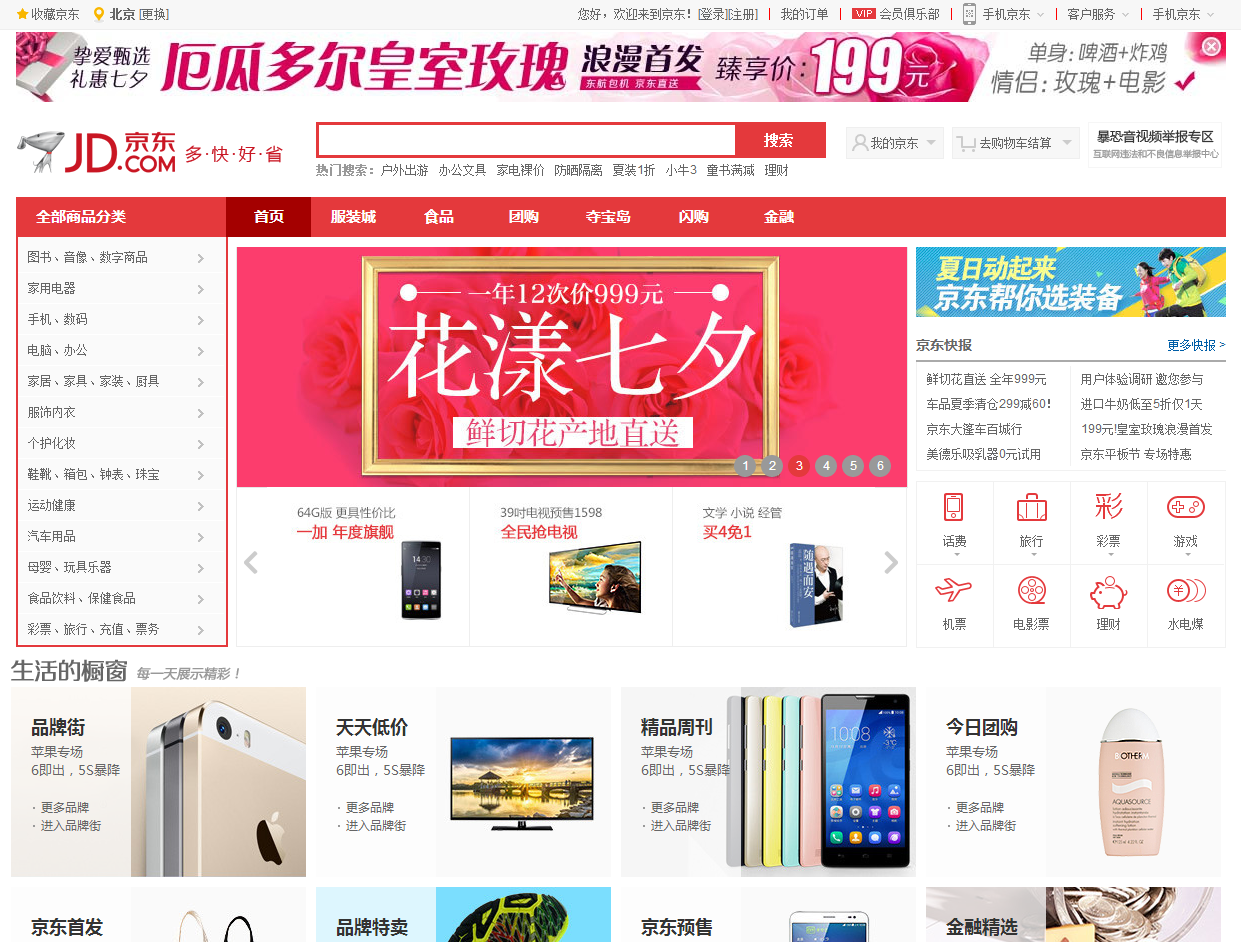 收藏京东 北京 [更换] 您好，欢迎来到京东！[登录][注册] 我的订单 VIP 会员俱乐部 手机京东 客户服务 手机京东
挚爱甄选
礼惠七夕
厄瓜多尔皇室玫瑰
浪漫首发
东航包机 京东直送
臻享价:199元
单身:啤酒+炸鸡
情侣:玫瑰+电影
JD.京东
.COM
多·快·好·省
搜索
热门搜索： 户外出游 办公文具 家电裸价 防晒隔离 夏装1折 小牛3 童书满减 理财
我的京东
去购物车结算
暴恐音视频举报专区
互联网违法和不良信息举报中心
全部商品分类 首页 服装城 食品 团购 夺宝岛 闪购 金融
图书、音像、数字商品
家用电器
手机、数码
电脑、办公
家居、家具、家装、厨具
服饰内衣
个护化妆
鞋靴、箱包、钟表、珠宝
运动健康
汽车用品
母婴、玩具乐器
食品饮料、保健食品
彩票、旅行、充值、票务
一年12次价999元
花漾七夕
鲜切花产地直送
1 2 3 4 5 6
64G版 更具性价比
一加 年度旗舰
14:30
39吋电视预售1598
全民抢电视
文学 小说 经管
买4免1
随遇而安
夏日动起来
京东帮你选装备
京东快报 更多快报 >
鲜切花直送 全年999元 用户体验调研 邀您参与
车品夏季清仓299减60！ 进口牛奶低至5折仅1天
京东大篷车百城行 199元!皇室玫瑰浪漫首发
美德乐吸乳器0元试用 京东平板节 专场特惠
彩
话费 旅行 彩票 游戏
机票 电影票 理财 水电煤
生活的橱窗 每一天展示精彩！
品牌街
苹果专场
6即出，5S暴降
· 更多品牌
· 进入品牌街
天天低价
苹果专场
6即出，5S暴降
· 更多品牌
· 进入品牌街
精品周刊
苹果专场
6即出，5S暴降
· 更多品牌
· 进入品牌街
10:08
今日团购
苹果专场
6即出，5S暴降
· 更多品牌
· 进入品牌街
BIOTHERM
AQUASOURCE
京东首发
品牌特卖
京东预售
金融精选